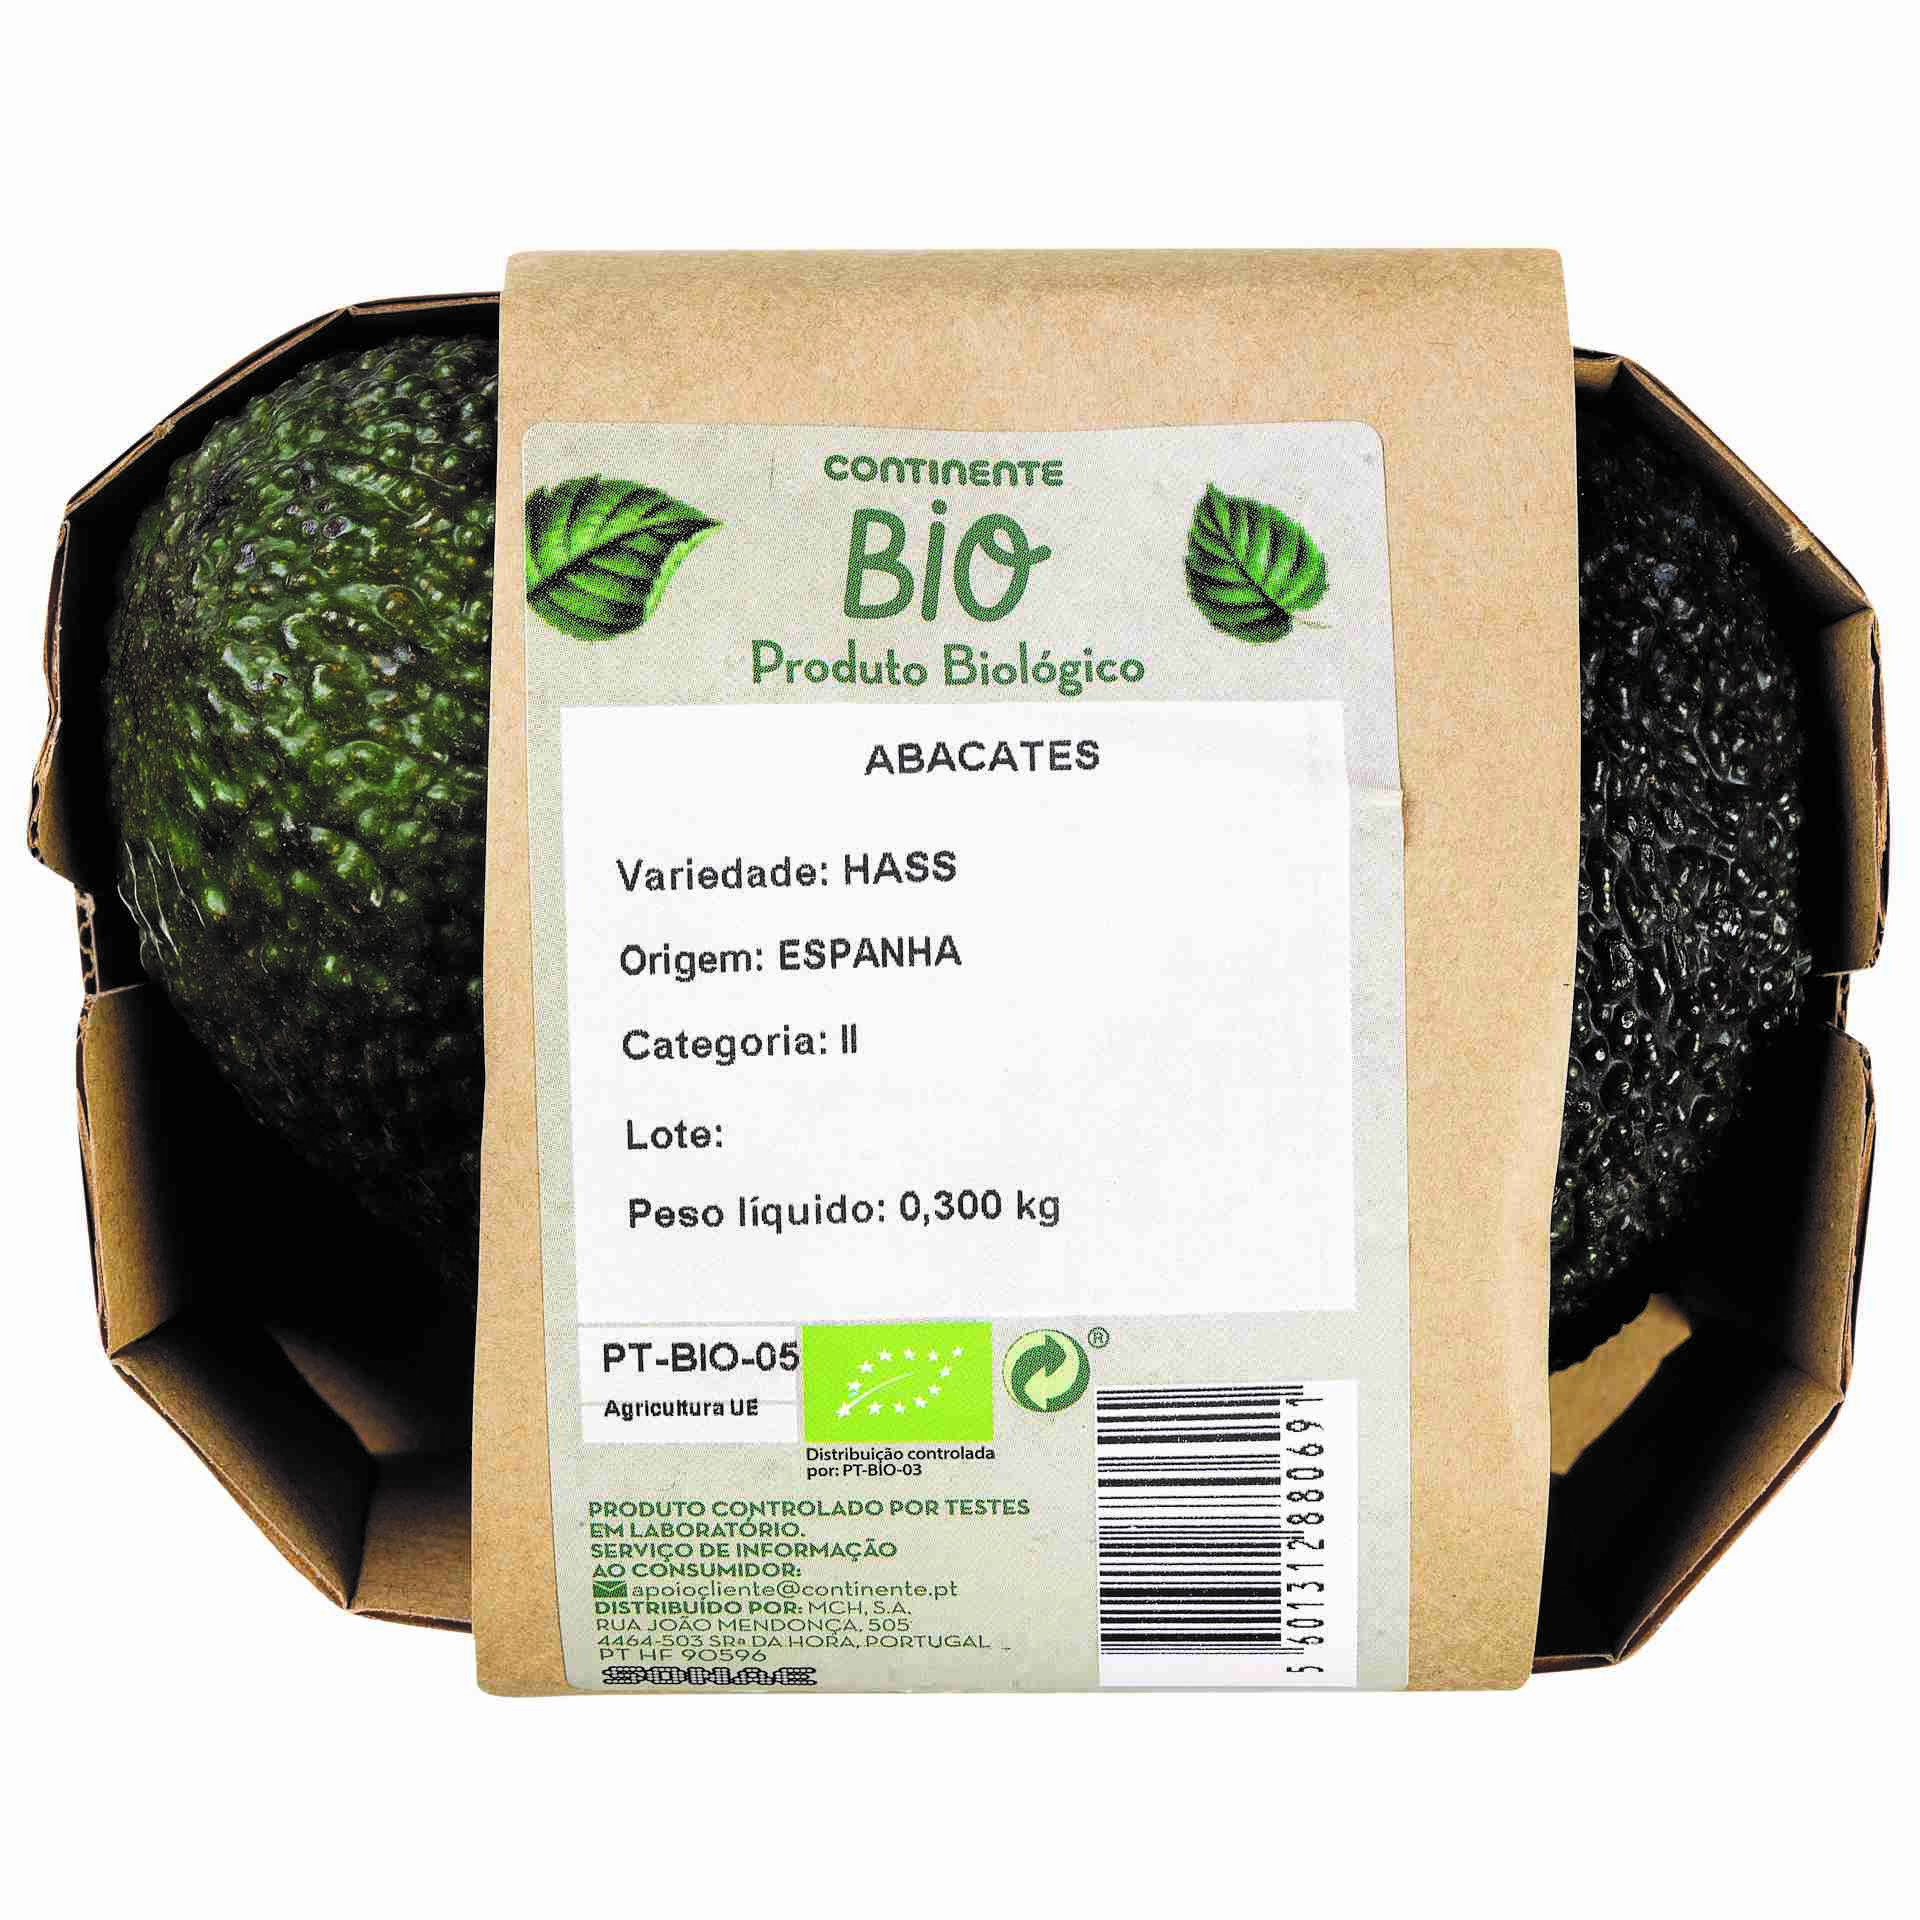 CONTINENTE
BiO
Produto Biológico
ABACATES
Variedade: HASS
Origem: ESPANHA
Categoria: II
Lote:
Peso líquido: 0,300 kg
PT-BIO-05
Agricultura UE
®
Distribuição controlada
por: PT-BIO-03
PRODUTO CONTROLADO POR TESTES
EM LABORATÓRIO.
SERVIÇO DE INFORMAÇÃO
AO CONSUMIDOR:
apoiocliente@continente.pt
DISTRIBUÍDO POR: MCH, S.A.
RUA JOÃO MENDONÇA, 505
4464-503 SRª DA HORA, PORTUGAL
PT HF 90596
SONAE
5 601312 880691